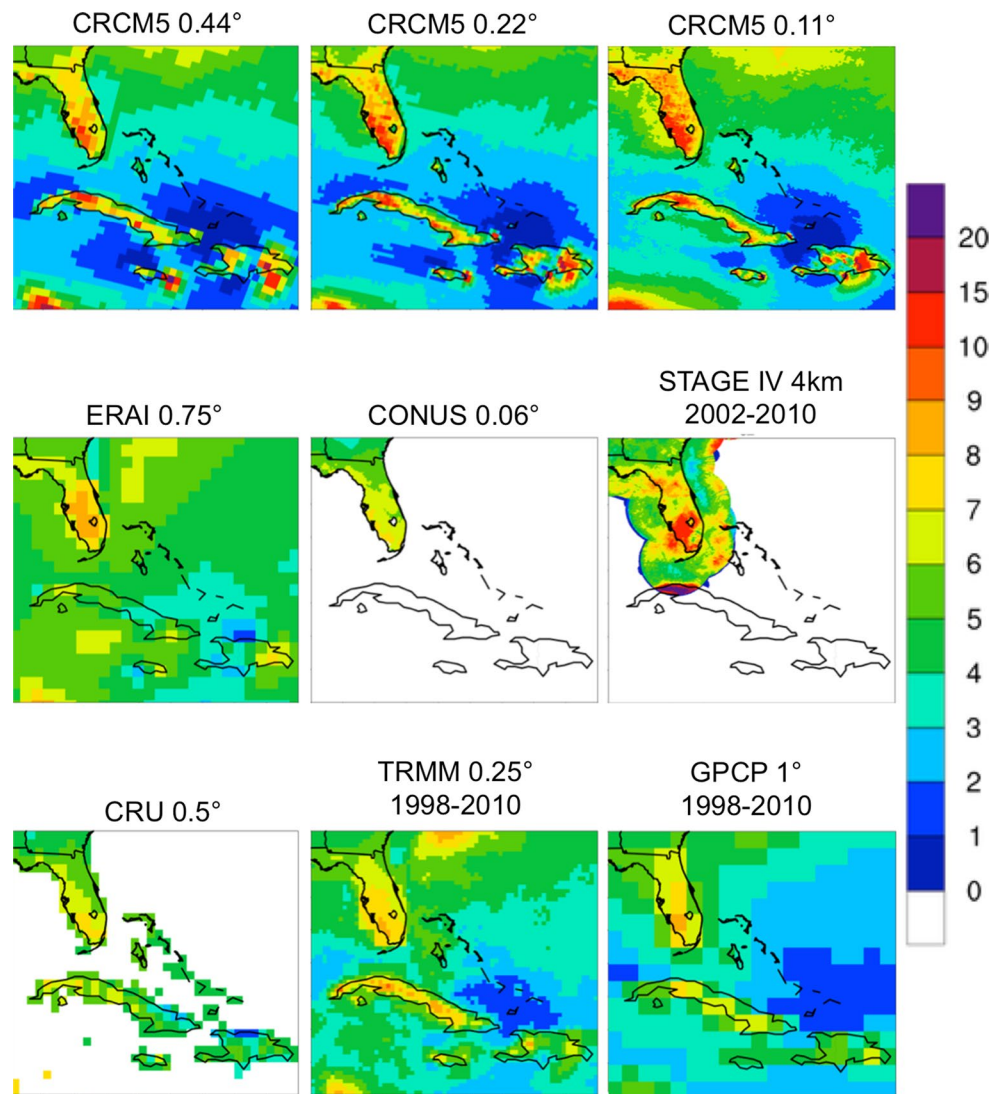 CRCM5 0.44°
CRCM5 0.22°
CRCM5 0.11°
20
15
10
9
8
7
6
5
4
3
2
1
0
ERAI 0.75°
CONUS 0.06°
STAGE IV 4km
2002-2010
CRU 0.5°
TRMM 0.25°
1998-2010
GPCP 1°
1998-2010